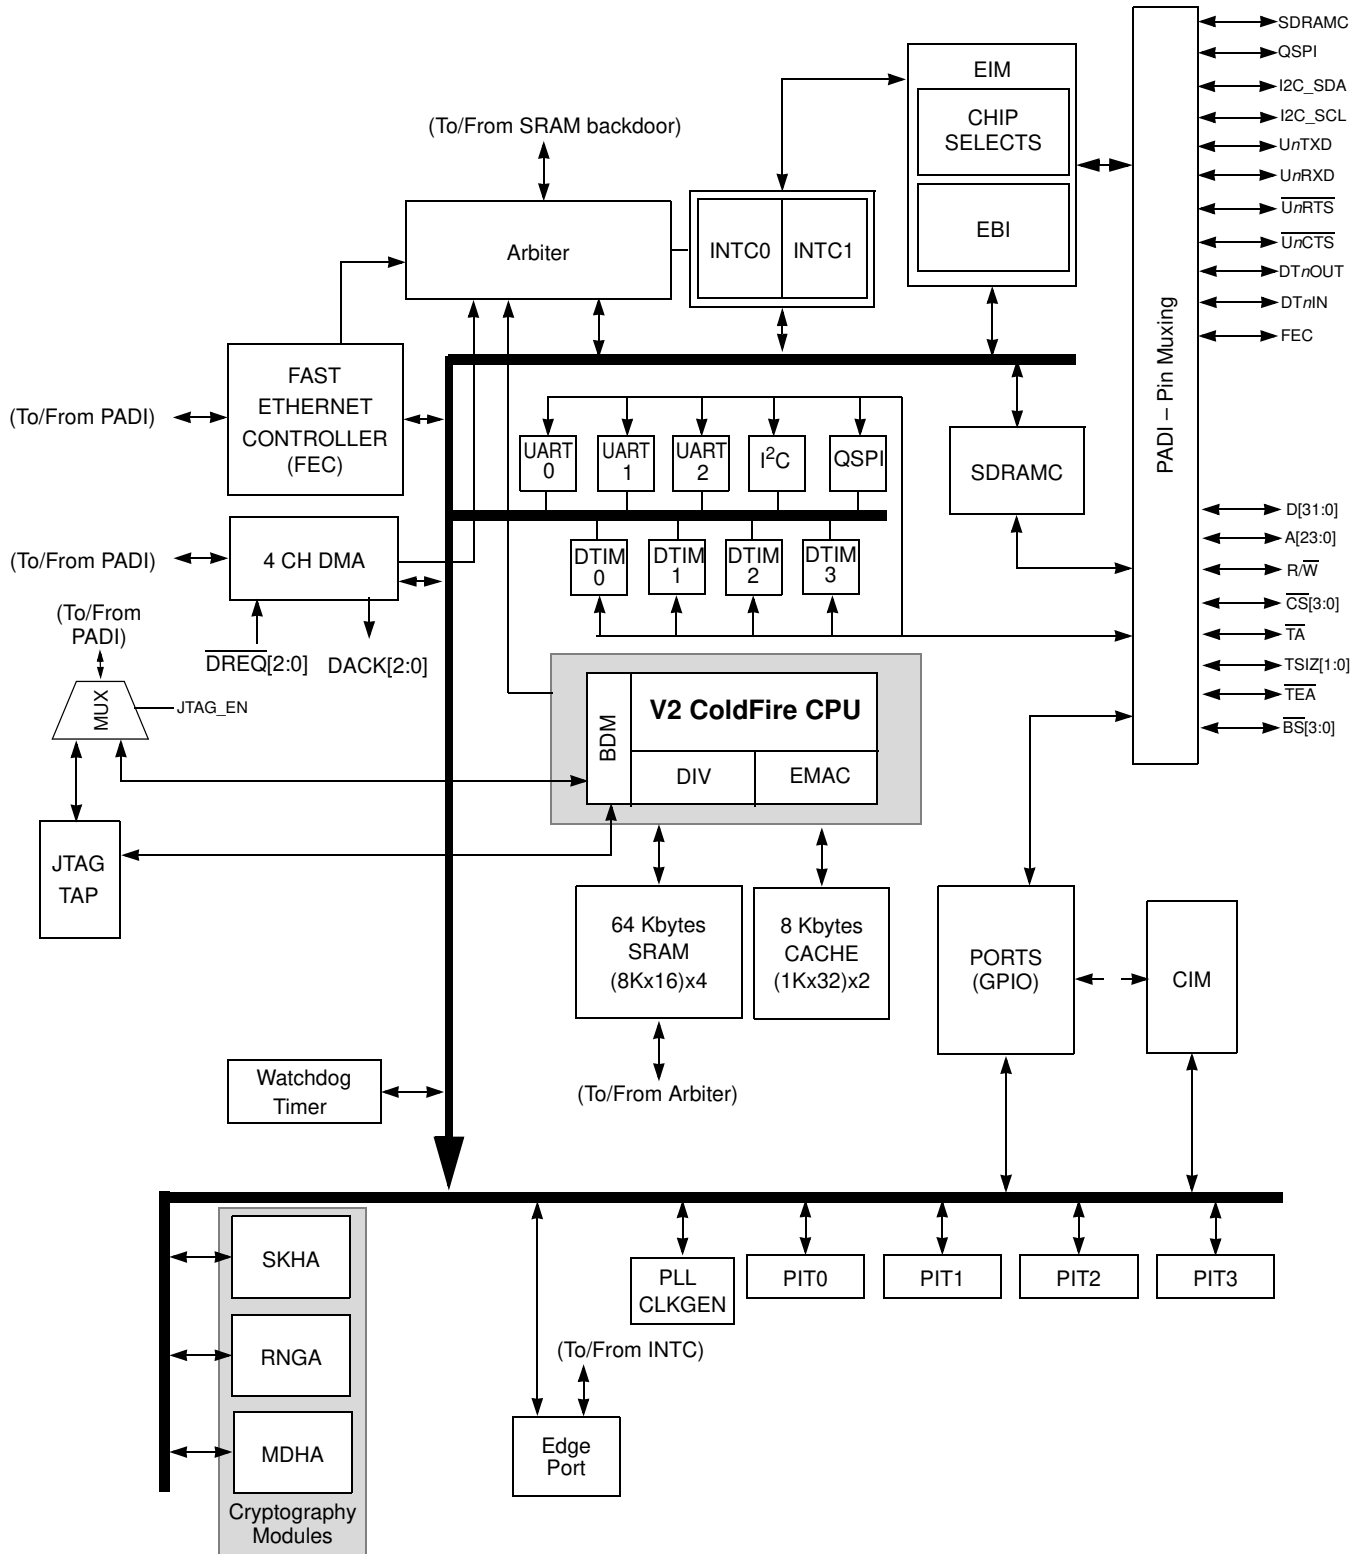 SDRAMC
QSPI
I2C_SDA
I2C_SCL
UnTXD
UnRXD
UnRTS
UnCTS
DTnOUT
DTnIN
FEC
PADI – Pin Muxing
D[31:0]
A[23:0]
R/W
CS[3:0]
TA
TSIZ[1:0]
TEA
BS[3:0]
EIM
CHIP
SELECTS
EBI
(To/From SRAM backdoor)
Arbiter
INTC0
INTC1
FAST
ETHERNET
CONTROLLER
(FEC)
(To/From PADI)
UART
0
UART
1
UART
2
I²C
QSPI
SDRAMC
DTIM
0
DTIM
1
DTIM
2
DTIM
3
4 CH DMA
(To/From PADI)
DREQ[2:0]
DACK[2:0]
(To/From
PADI)
MUX
JTAG_EN
BDM
V2 ColdFire CPU
DIV
EMAC
JTAG
TAP
64 Kbytes
SRAM
(8Kx16)x4
8 Kbytes
CACHE
(1Kx32)x2
PORTS
(GPIO)
CIM
(To/From Arbiter)
Watchdog
Timer
SKHA
RNGA
MDHA
Cryptography
Modules
PLL
CLKGEN
PIT0
PIT1
PIT2
PIT3
(To/From INTC)
Edge
Port